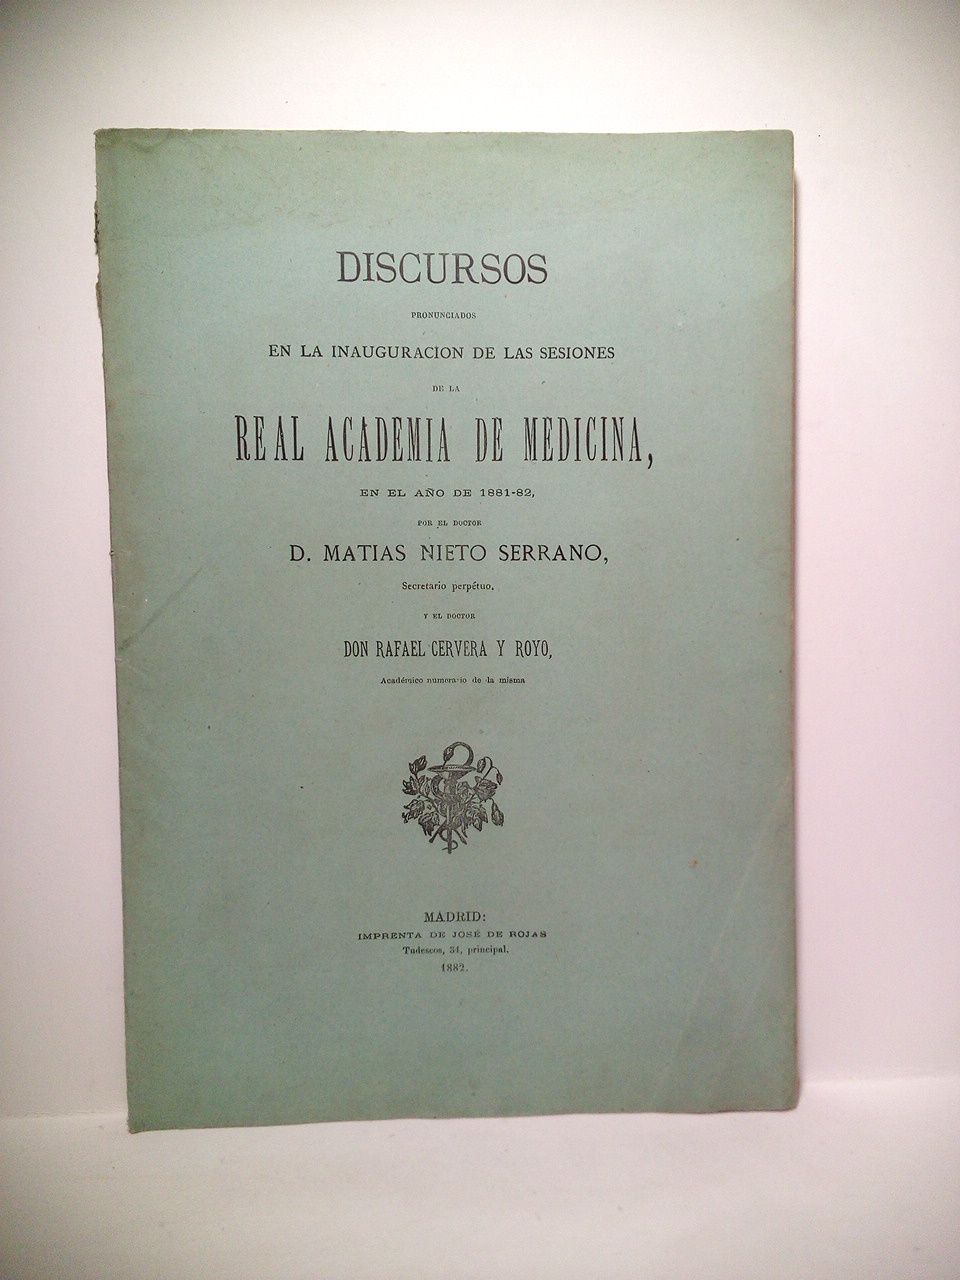 DISCURSOS
PRONUNCIADOS
EN LA INAUGURACION DE LAS SESIONES
DE LA
REAL ACADEMIA DE MEDICINA,
EN EL AÑO DE 1881-82,
POR EL DOCTOR
D. MATIAS NIETO SERRANO,
Secretario perpétuo,
Y EL DOCTOR
DON RAFAEL CERVERA Y ROYO,
Académico numerario de la misma
MADRID:
IMPRENTA DE JOSÉ DE ROJAS
Tudescos, 34, principal.
1882.